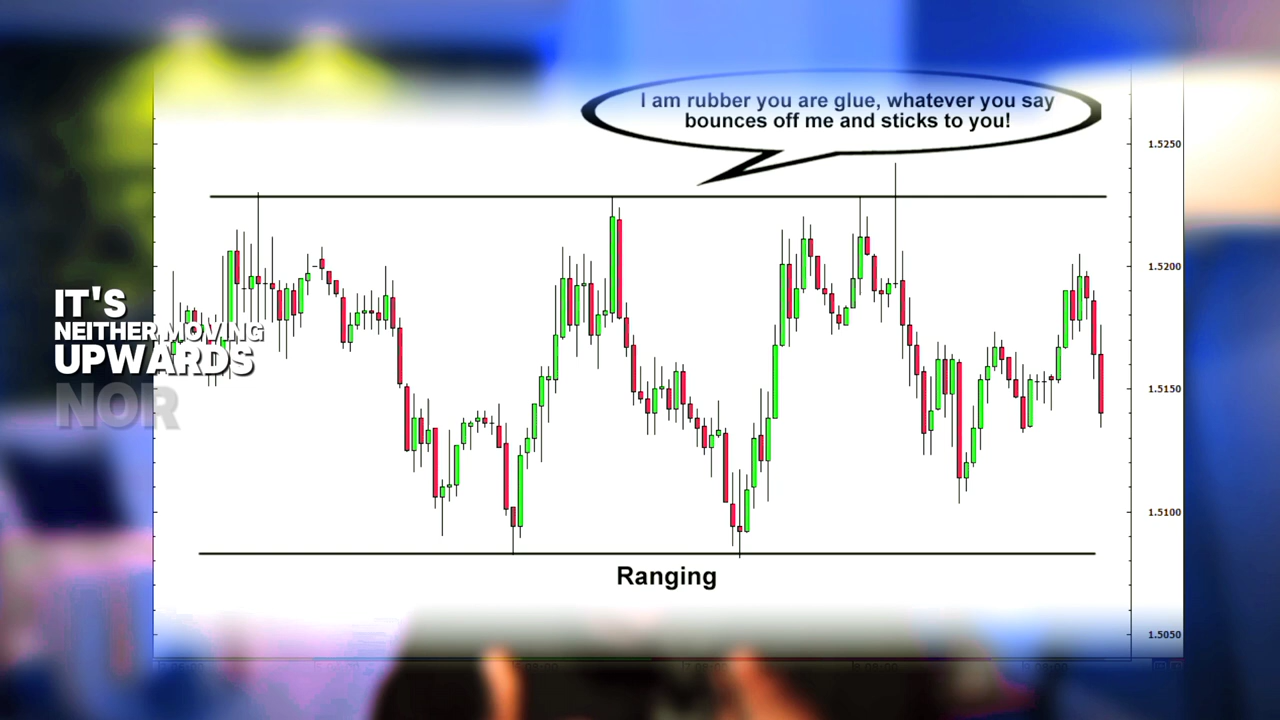 I am rubber you are glue, whatever you say
bounces off me and sticks to you!
1.5250
1.5200
IT'S
NEITHER MOVING
UPWARDS
NOR
1.5150
1.5100
Ranging
1.5050